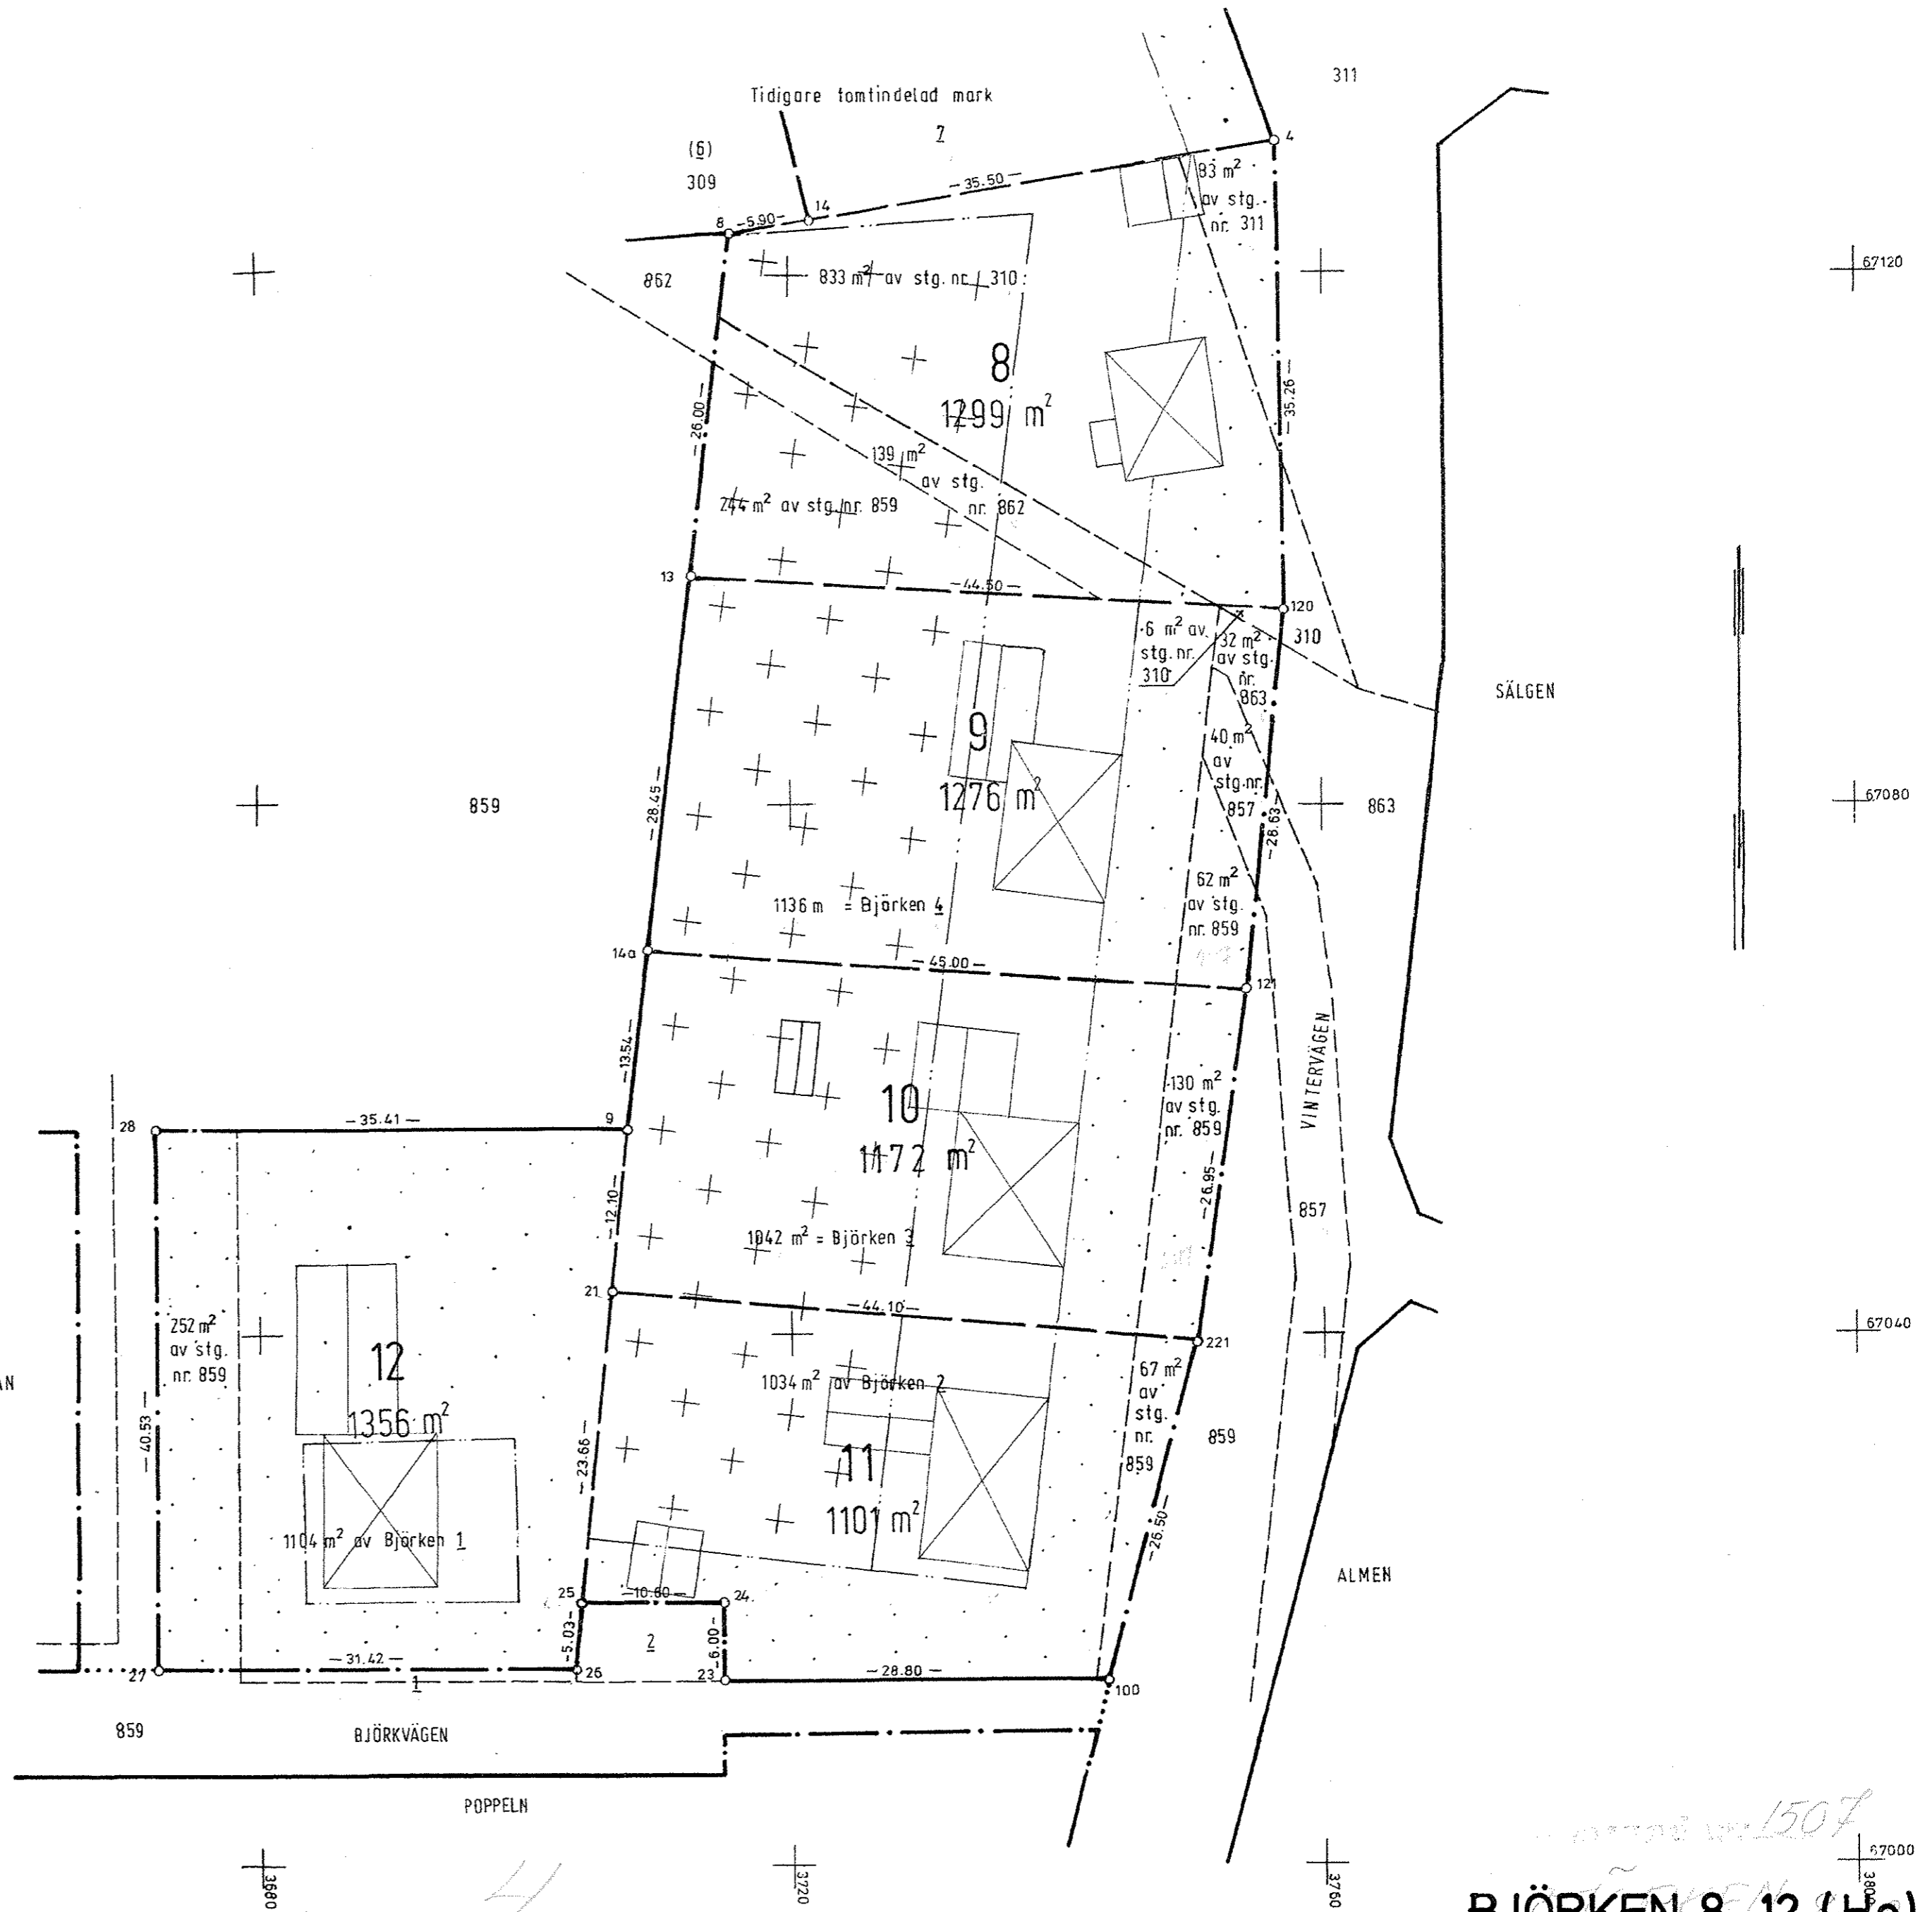 311
Tidigare tomtindelad mark
7
(6)
309
4
-35.50-
83 m²
av stg.
nr. 311
14
8
-5.90-
862
833 m² av stg. nr. 310
67120
8
1299 m²
-35.26-
-26.00-
139 m²
av stg.
nr. 862
244 m² av stg. nr. 859
13
-44.50-
120
6 m² av
stg. nr.
310
32 m²
av stg.
nr.
863
310
SÄLGEN
9
1276 m²
40 m²
av
stg. nr.
857
859
-28.45-
-28.63-
863
67080
62 m²
av stg.
nr. 859
1136 m = Björken 4
14a
-45.00-
121
-13.54-
VINTERVÄGEN
10
1172 m²
130 m²
av stg.
nr. 859
28
-35.41-
9
-12.10-
-26.95-
857
1042 m² = Björken 3
21
-44.10-
221
67040
252 m²
av stg.
nr. 859
12
1356 m²
-40.53-
1034 m² av Björken 2
67 m²
av
stg.
nr.
859
859
-23.66-
11
1101 m²
-26.50-
1104 m² av Björken 1
ALMEN
25
-10.60-
24
-5.03-
2
-6.00-
27
-31.42-
26
1
23
-28.80-
100
859
BJÖRKVÄGEN
POPPELN
1507
67000
3680
3720
3760
380
BJÖRKEN 8-12 (Ho)